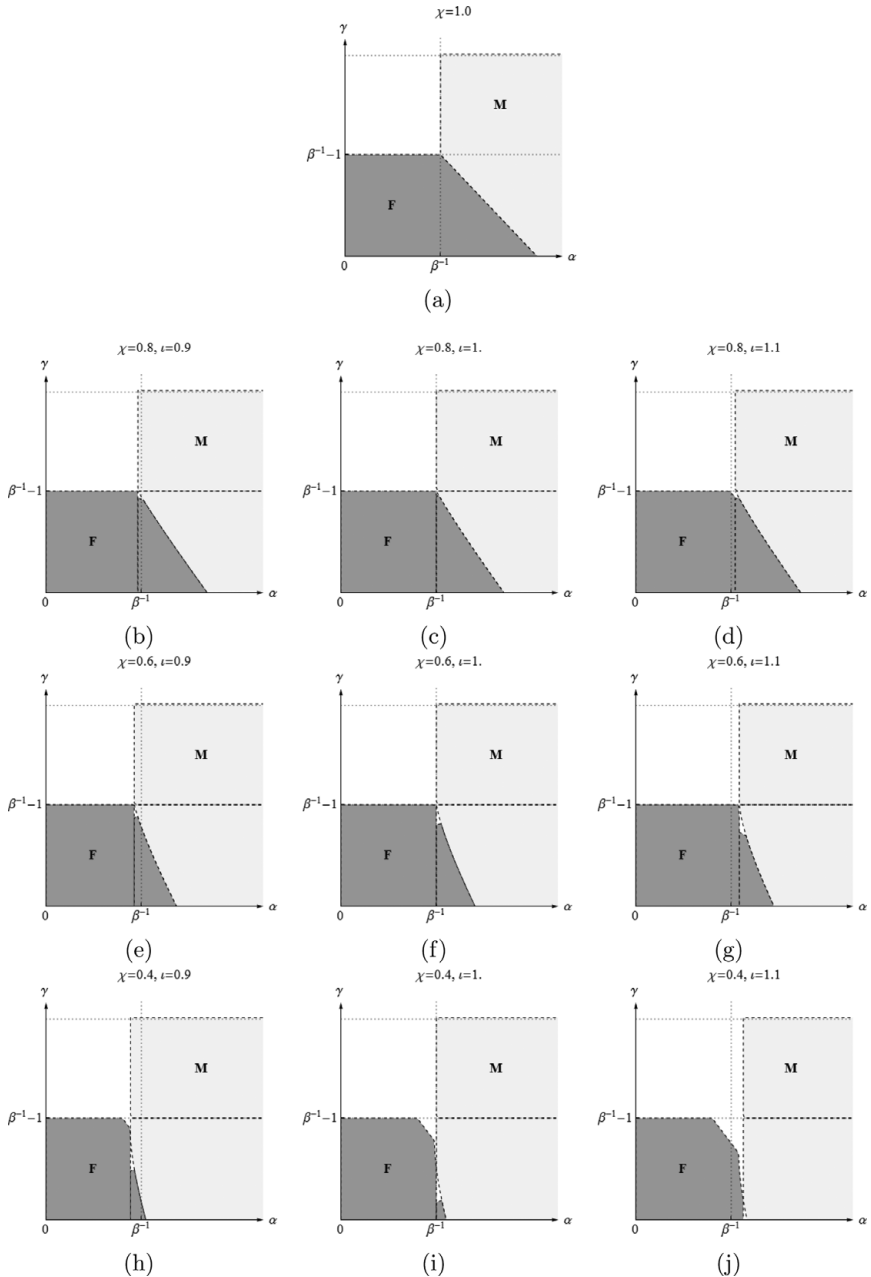 χ=1.0
γ
M
β⁻¹−1
F
0
β⁻¹
α
(a)
χ=0.8, ι=0.9
χ=0.8, ι=1.
χ=0.8, ι=1.1
γ
γ
γ
M
M
M
β⁻¹−1
β⁻¹−1
β⁻¹−1
F
F
F
0
β⁻¹
α
0
β⁻¹
α
0
β⁻¹
α
(b)
(c)
(d)
χ=0.6, ι=0.9
χ=0.6, ι=1.
χ=0.6, ι=1.1
γ
γ
γ
M
M
M
β⁻¹−1
β⁻¹−1
β⁻¹−1
F
F
F
0
β⁻¹
α
0
β⁻¹
α
0
β⁻¹
α
(e)
(f)
(g)
χ=0.4, ι=0.9
χ=0.4, ι=1.
χ=0.4, ι=1.1
γ
γ
γ
M
M
M
β⁻¹−1
β⁻¹−1
β⁻¹−1
F
F
F
0
β⁻¹
α
0
β⁻¹
α
0
β⁻¹
α
(h)
(i)
(j)